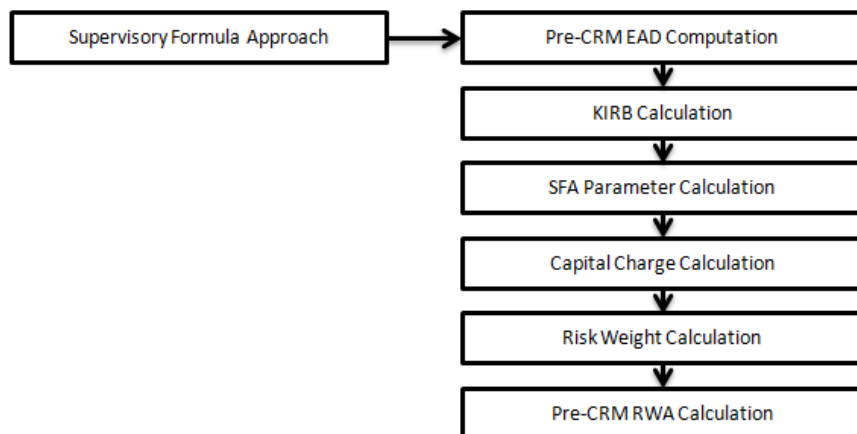 Supervisory Formula Approach
Pre-CRM EAD Computation
KIRB Calculation
SFA Parameter Calculation
Capital Charge Calculation
Risk Weight Calculation
Pre-CRM RWA Calculation